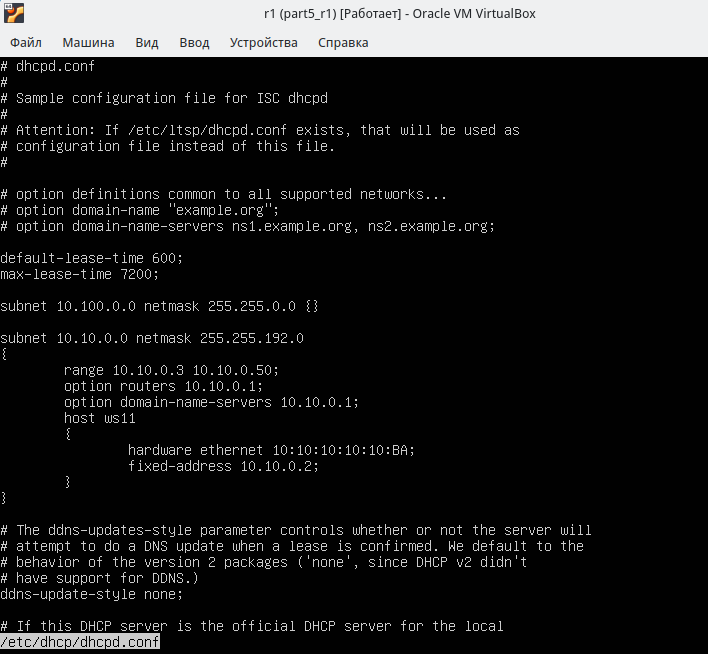 r1 (part5_r1) [Работает] - Oracle VM VirtualBox
Файл Машина Вид Ввод Устройства Справка
# dhcpd.conf
#
# Sample configuration file for ISC dhcpd
#
# Attention: If /etc/ltsp/dhcpd.conf exists, that will be used as
# configuration file instead of this file.
#
# option definitions common to all supported networks...
# option domain-name "example.org";
# option domain-name-servers ns1.example.org, ns2.example.org;
default-lease-time 600;
max-lease-time 7200;
subnet 10.100.0.0 netmask 255.255.0.0 {}
subnet 10.10.0.0 netmask 255.255.192.0
{
range 10.10.0.3 10.10.0.50;
option routers 10.10.0.1;
option domain-name-servers 10.10.0.1;
host ws11
{
hardware ethernet 10:10:10:10:10:BA;
fixed-address 10.10.0.2;
}
}
# The ddns-updates-style parameter controls whether or not the server will
# attempt to do a DNS update when a lease is confirmed. We default to the
# behavior of the version 2 packages ('none', since DHCP v2 didn't
# have support for DDNS.)
ddns-update-style none;
# If this DHCP server is the official DHCP server for the local
/etc/dhcp/dhcpd.conf